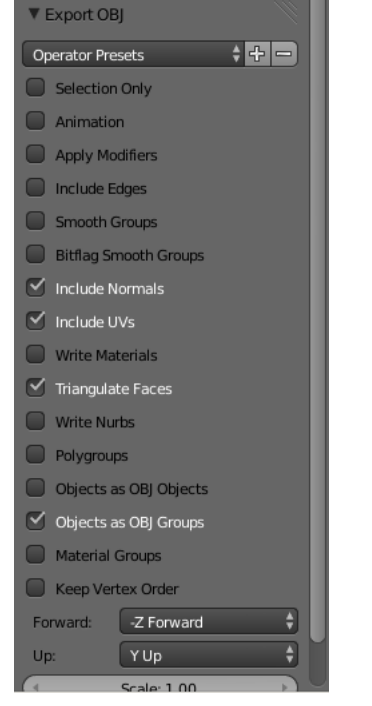 Export OBJ
Operator Presets
Selection Only
Animation
Apply Modifiers
Include Edges
Smooth Groups
Bitflag Smooth Groups
Include Normals
Include UVs
Write Materials
Triangulate Faces
Write Nurbs
Polygroups
Objects as OBJ Objects
Objects as OBJ Groups
Material Groups
Keep Vertex Order
Forward: -Z Forward
Up: Y Up
Scale: 1.00